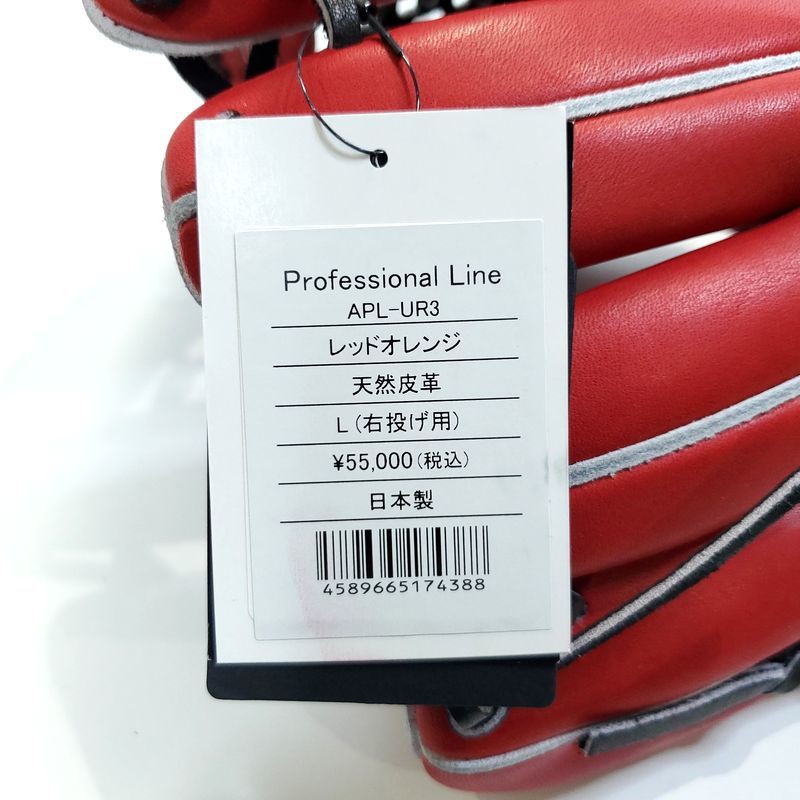 Professional Line
APL-UR3
レッドオレンジ
天然皮革
L(右投げ用)
¥55,000(税込)
日本製
4589665174388